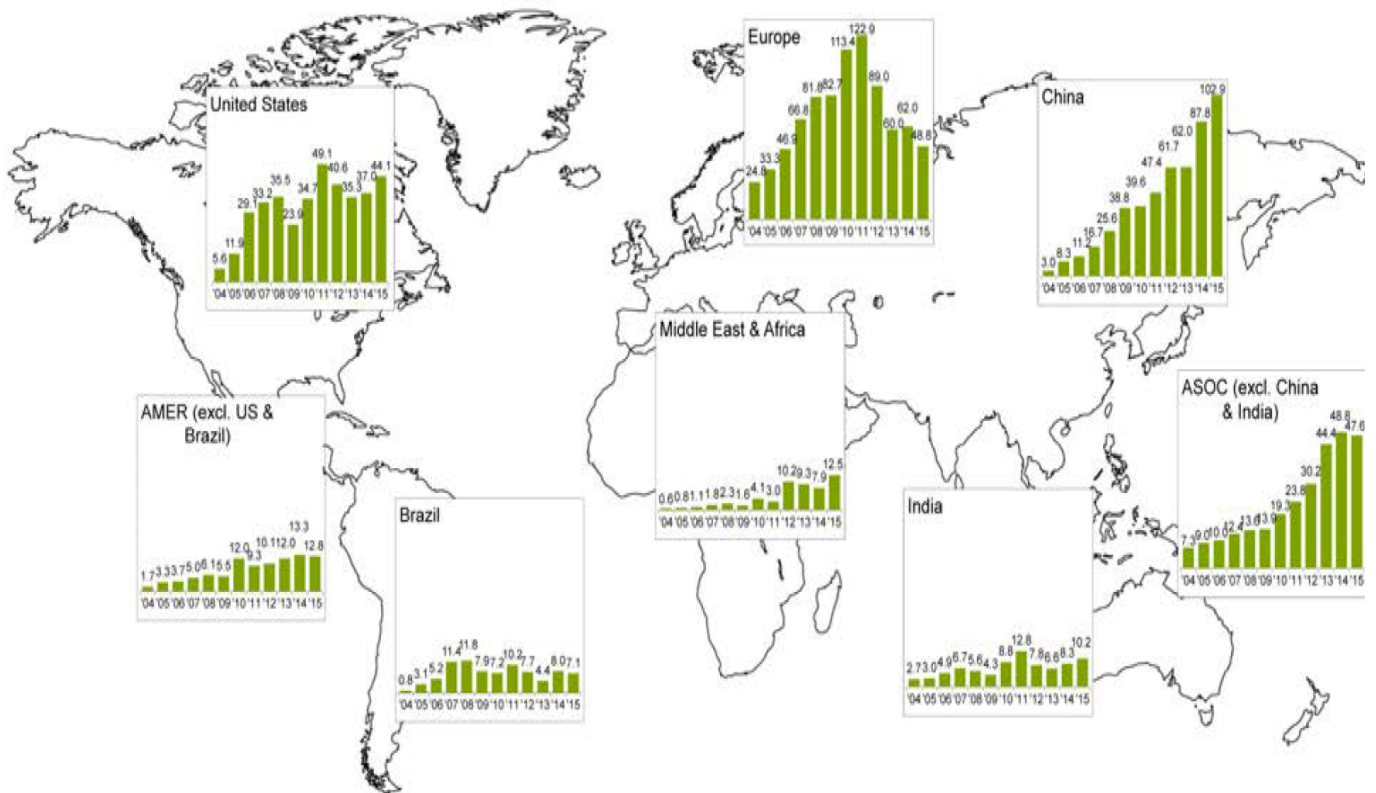 United States
5.6 11.9 29.1 33.2 35.5 23.9 34.7 49.1 40.6 35.3 37.0 44.1
'04 '05 '06 '07 '08 '09 '10 '11 '12 '13 '14 '15
Europe
24.8 33.3 46.9 66.8 81.8 82.7 113.4 122.9 89.0 60.0 62.0 48.8
'04 '05 '06 '07 '08 '09 '10 '11 '12 '13 '14 '15
China
3.0 8.3 11.2 16.7 25.6 38.8 39.6 47.4 61.7 62.0 87.8 102.9
'04 '05 '06 '07 '08 '09 '10 '11 '12 '13 '14 '15
Middle East & Africa
0.6 0.8 1.1 1.8 2.3 1.6 4.1 3.0 10.2 9.3 7.9 12.5
'04 '05 '06 '07 '08 '09 '10 '11 '12 '13 '14 '15
AMER (excl. US &
Brazil)
1.7 3.3 3.7 5.0 6.1 5.5 12.0 9.3 10.1 12.0 13.3 12.8
'04 '05 '06 '07 '08 '09 '10 '11 '12 '13 '14 '15
ASOC (excl. China
& India)
7.3 9.0 10.0 12.4 13.6 13.9 19.3 23.8 30.2 44.4 48.8 47.6
'04 '05 '06 '07 '08 '09 '10 '11 '12 '13 '14 '15
Brazil
0.8 3.1 5.2 11.4 11.8 7.9 7.2 10.2 7.7 4.4 8.0 7.1
'04 '05 '06 '07 '08 '09 '10 '11 '12 '13 '14 '15
India
2.7 3.0 4.9 6.7 5.6 4.3 8.8 12.8 7.8 6.6 8.3 10.2
'04 '05 '06 '07 '08 '09 '10 '11 '12 '13 '14 '15